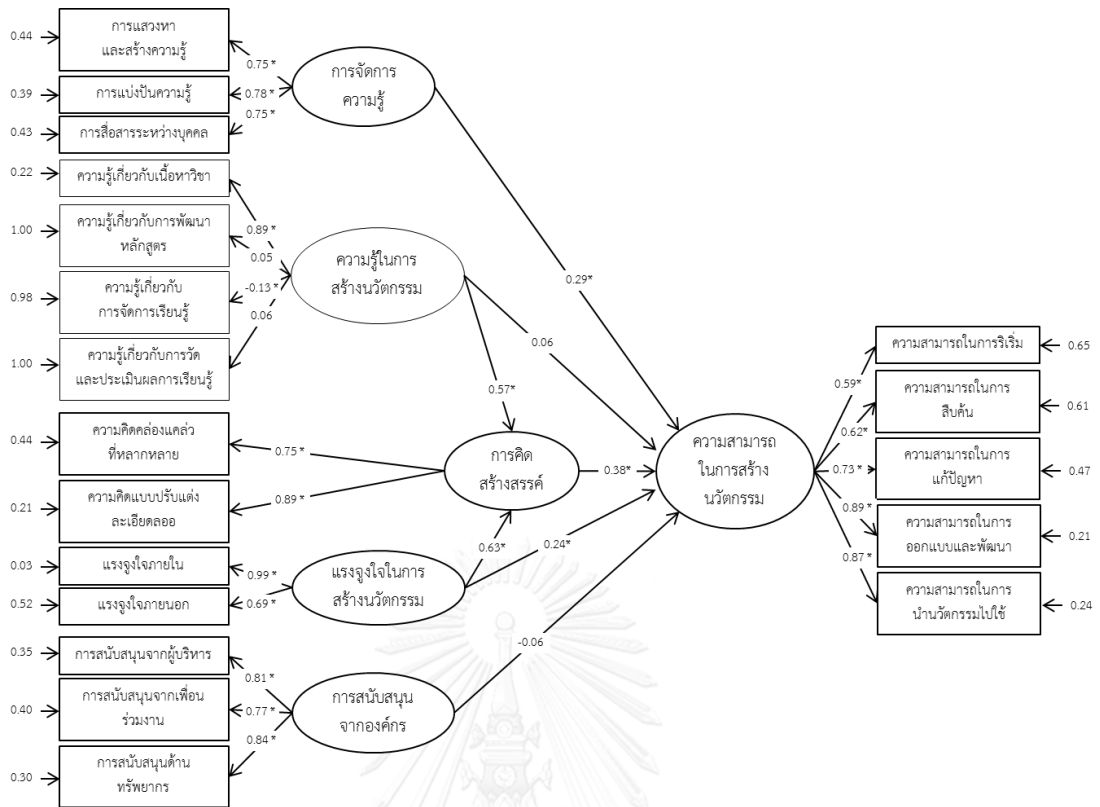 0.44
การแสวงหา
และสร้างความรู้
0.75 *
การจัดการ
ความรู้
0.39
การแบ่งปันความรู้
0.78 *
0.75 *
0.43
การสื่อสารระหว่างบุคคล
0.22
ความรู้เกี่ยวกับเนื้อหาวิชา
1.00
ความรู้เกี่ยวกับการพัฒนา
หลักสูตร
0.89 *
0.05
ความรู้ในการ
สร้างนวัตกรรม
0.29*
0.98
ความรู้เกี่ยวกับ
การจัดการเรียนรู้
-0.13 *
0.06
0.06
1.00
ความรู้เกี่ยวกับการวัด
และประเมินผลการเรียนรู้
0.57*
ความสามารถในการริเริ่ม
0.65
0.59*
ความสามารถในการ
สืบค้น
0.61
0.62*
0.44
ความคิดคล่องแคล่ว
ที่หลากหลาย
0.75 *
การคิด
สร้างสรรค์
0.38*
ความสามารถ
ในการสร้าง
นวัตกรรม
0.73 *
ความสามารถในการ
แก้ปัญหา
0.47
0.21
ความคิดแบบปรับแต่ง
ละเอียดลออ
0.89 *
0.89 *
ความสามารถในการ
ออกแบบและพัฒนา
0.21
0.87 *
0.03
แรงจูงใจภายใน
0.99 *
0.63*
0.24*
แรงจูงใจในการ
สร้างนวัตกรรม
0.52
แรงจูงใจภายนอก
0.69 *
ความสามารถในการ
นำนวัตกรรมไปใช้
0.24
-0.06
0.35
การสนับสนุนจากผู้บริหาร
0.81 *
การสนับสนุน
จากองค์กร
0.40
การสนับสนุนจากเพื่อน
ร่วมงาน
0.77 *
0.84 *
0.30
การสนับสนุนด้าน
ทรัพยากร